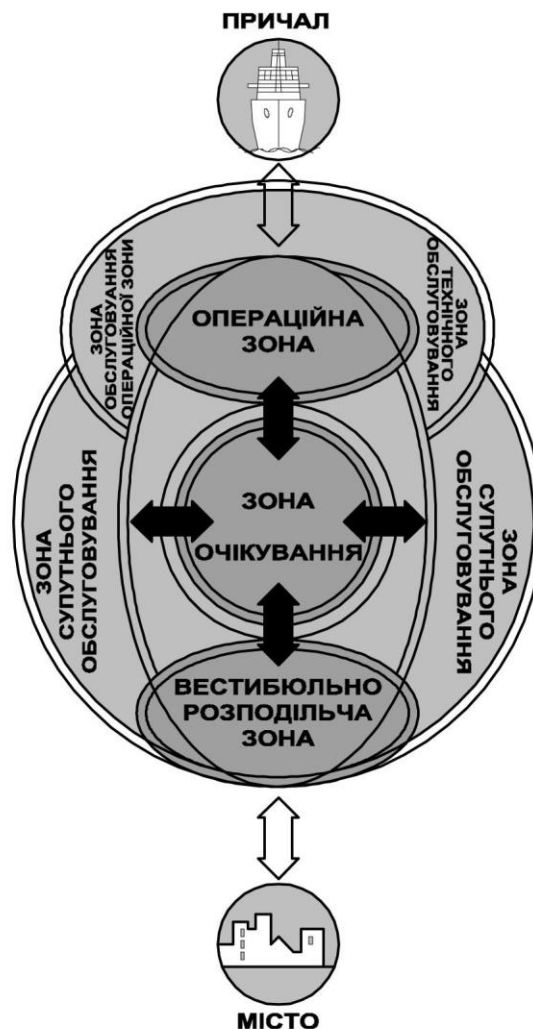 ПРИЧАЛ
ЗОНА
ОБСЛУГОВУАННЯ
ОПЕРАЦІЙНОЇ ЗОНИ
ОПЕРАЦІЙНА
ЗОНА
ЗОНА
ТЕХНІЧНОГО
ОБСЛУГОВУВАННЯ
ЗОНА
СУПУТНЬОГО
ОБСЛУГОВУВАННЯ
ЗОНА
ОЧІКУВАННЯ
ЗОНА
СУПУТНЬОГО
ОБСЛУГОВУВАННЯ
ВЕСТИБЮЛЬНО
РОЗПОДІЛЬЧА
ЗОНА
МІСТО